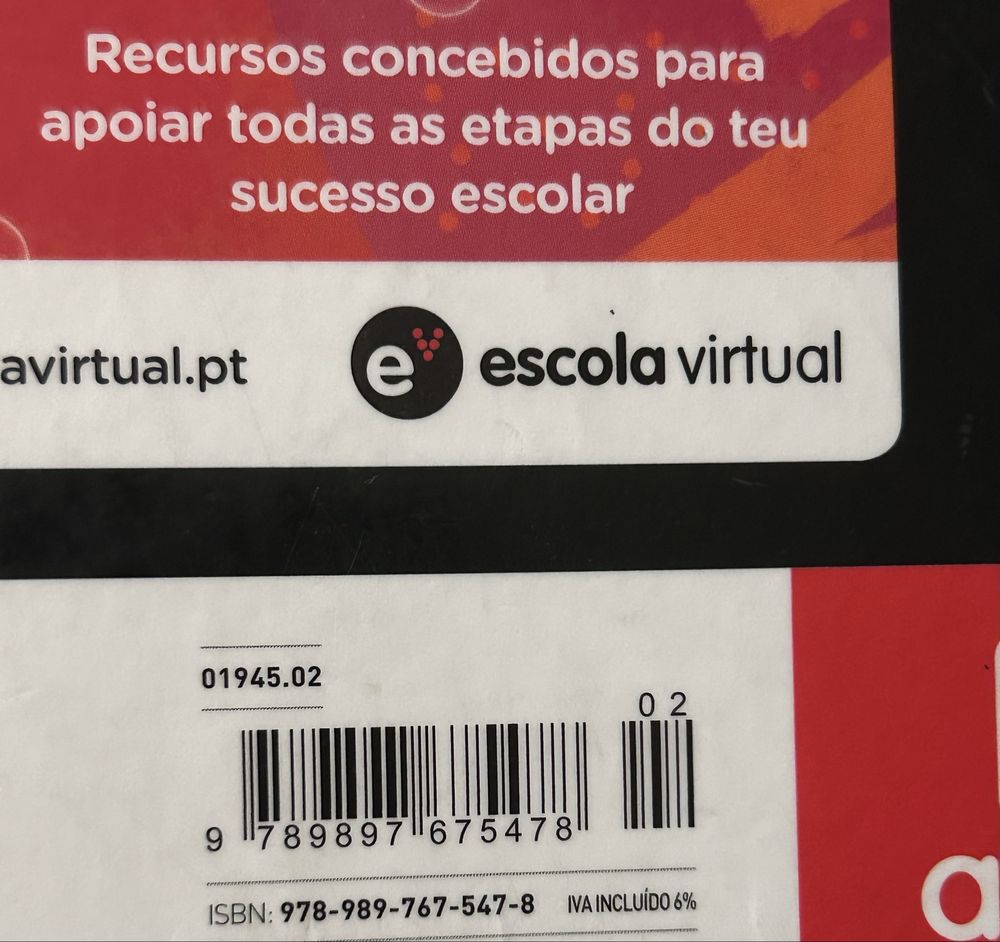 Recursos concebidos para
apoiar todas as etapas do teu
sucesso escolar
avirtual.pt
e escola virtual
01945.02
02
9 789897 675478
ISBN: 978-989-767-547-8 IVA INCLUÍDO 6%
a